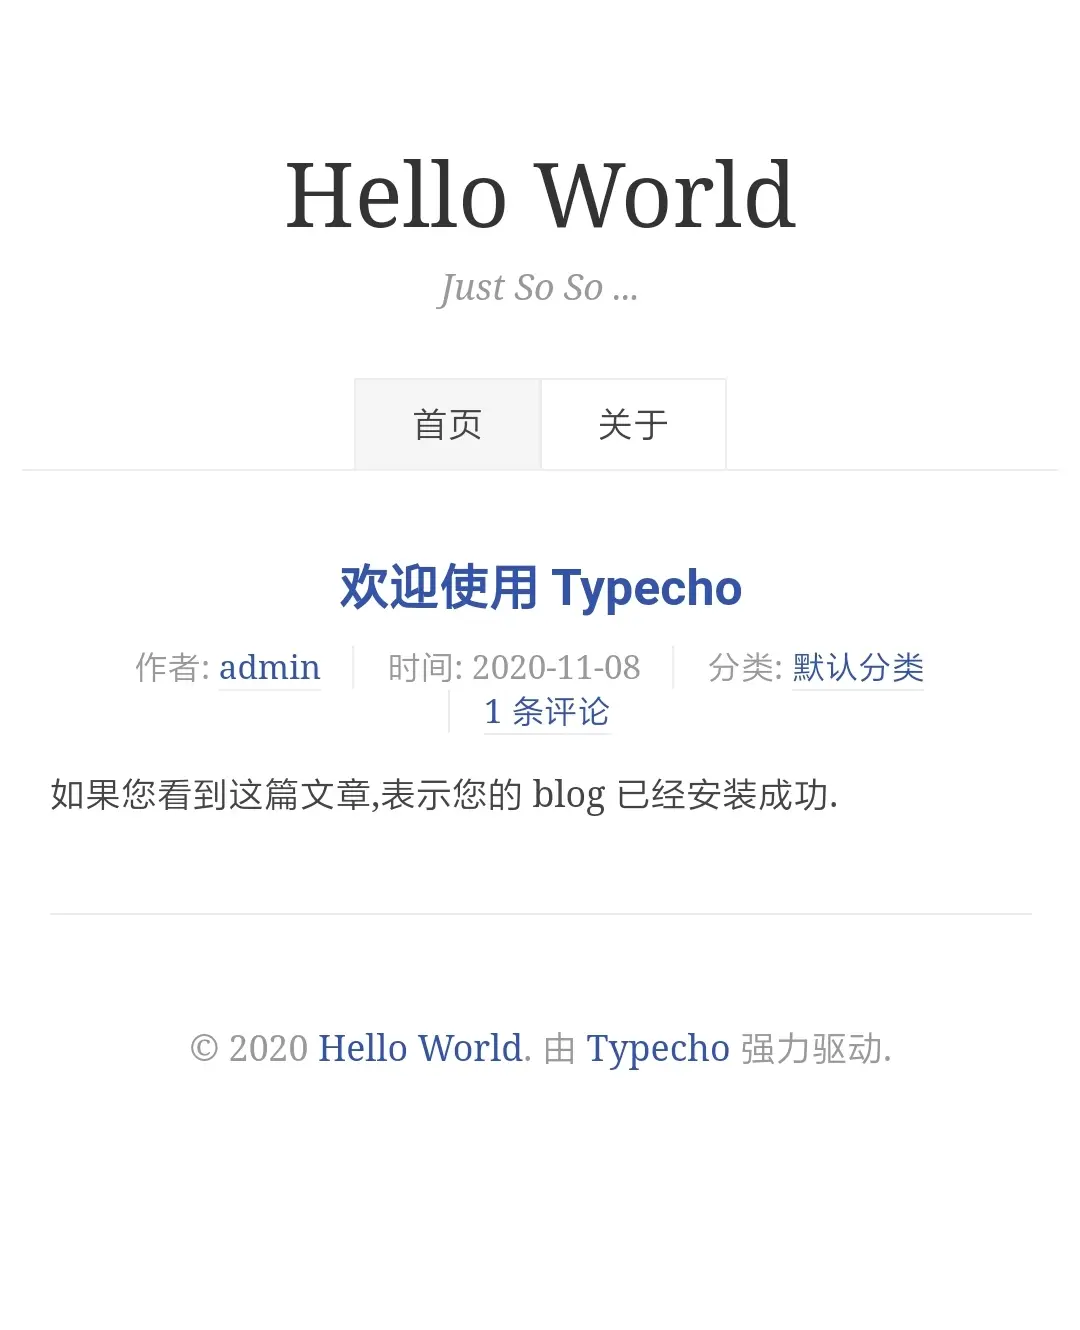 Hello World
Just So So ...
首页 关于
欢迎使用 Typecho
作者: admin 时间: 2020-11-08 分类: 默认分类
1 条评论
如果您看到这篇文章,表示您的 blog 已经安装成功.
© 2020 Hello World. 由 Typecho 强力驱动.